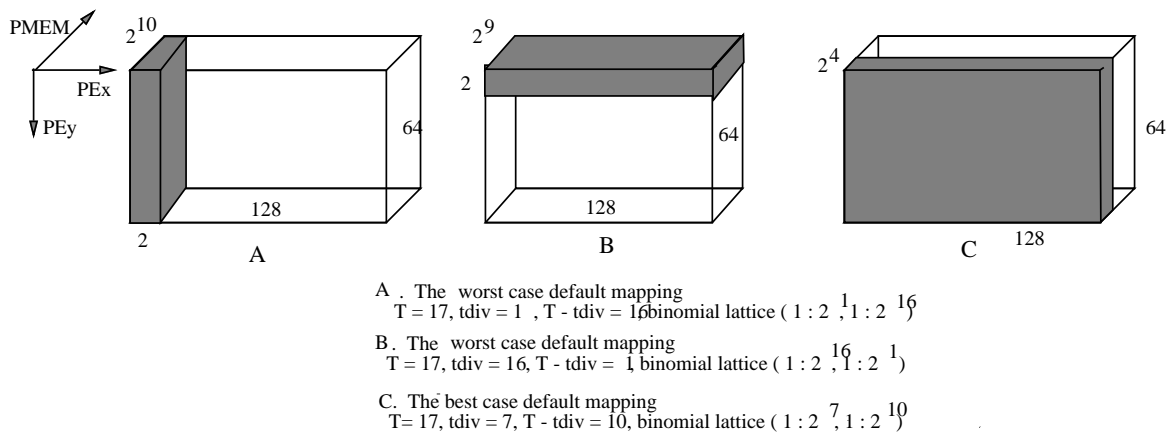 PMEM
PEx
PEy
2^10
64
128
2
A
2^9
2
64
128
B
2^4
64
128
C
A . The worst case default mapping
T = 17, tdiv = 1 , T - tdiv = 16, binomial lattice ( 1 : 2^1, 1 : 2^16)
B. The worst case default mapping
T = 17, tdiv = 16, T - tdiv = 1, binomial lattice ( 1 : 2^16, 1 : 2^1)
C. The best case default mapping
T= 17, tdiv = 7, T - tdiv = 10, binomial lattice ( 1 : 2^7, 1 : 2^10)